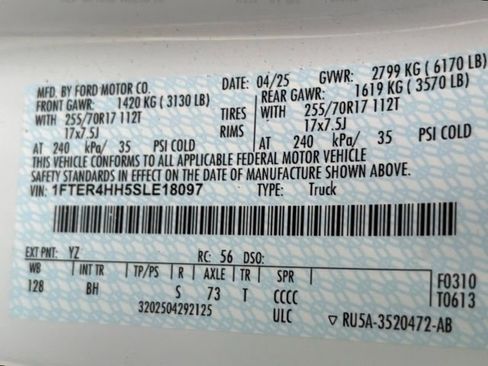 MFD. BY FORD MOTOR CO. DATE: 04/25 GVWR: 2799 KG ( 6170 LB)
FRONT GAWR: 1420 KG ( 3130 LB) REAR GAWR: 1619 KG ( 3570 LB)
WITH 255/70R17 112T TIRES WITH 255/70R17 112T
17x7.5J RIMS 17x7.5J
AT 240 kPa/ 35 PSI COLD AT 240 kPa/ 35 PSI COLD
THIS VEHICLE CONFORMS TO ALL APPLICABLE FEDERAL MOTOR VEHICLE
SAFETY STANDARDS IN EFFECT ON THE DATE OF MANUFACTURE SHOWN ABOVE.
VIN: 1FTER4HH5SLE18097 TYPE: Truck
EXT PNT: YZ RC: 56 DSO:
WB INT TR TP/PS R AXLE TR SPR F0310
128 BH S 73 T CCCC T0613
3202504292125 ULC ▽ RU5A-3520472-AB